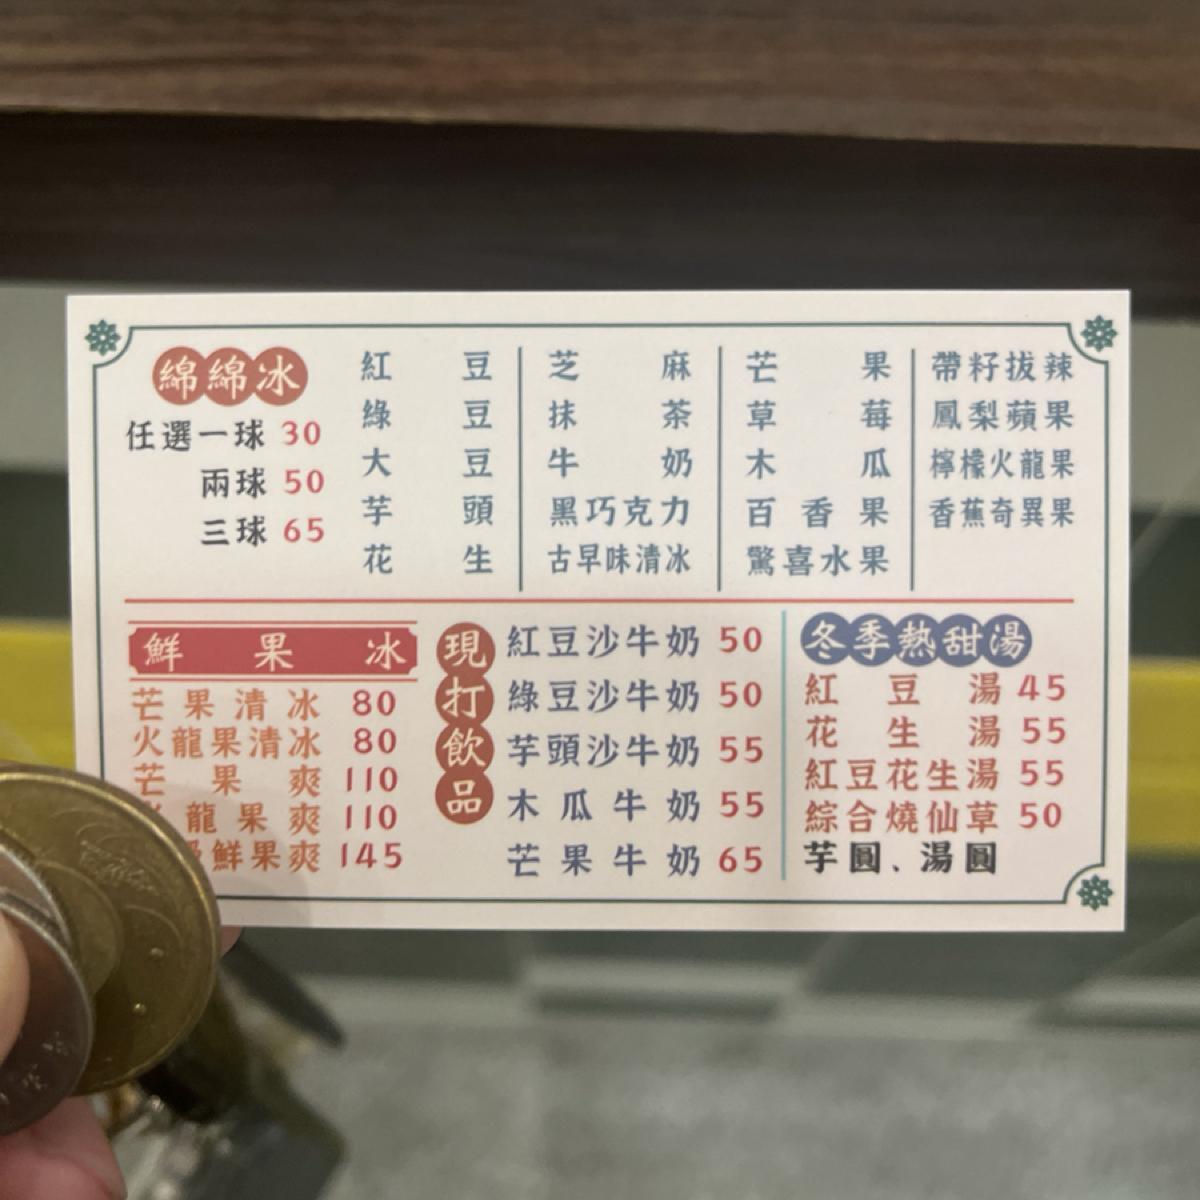 綿綿冰
任選一球 30
兩球 50
三球 65
紅豆
綠豆
大豆
芋頭
花生
芝麻
抹茶
牛奶
黑巧克力
古早味清冰
芒果
草莓
木瓜
百香果
驚喜水果
帶籽拔辣
鳳梨蘋果
檸檬火龍果
香蕉奇異果
鮮果冰
芒果清冰 80
火龍果清冰 80
芒果爽 110
龍果爽 110
鮮果爽 145
現打飲品
紅豆沙牛奶 50
綠豆沙牛奶 50
芋頭沙牛奶 55
木瓜牛奶 55
芒果牛奶 65
冬季熱甜湯
紅豆湯 45
花生湯 55
紅豆花生湯 55
綜合燒仙草 50
芋圓、湯圓